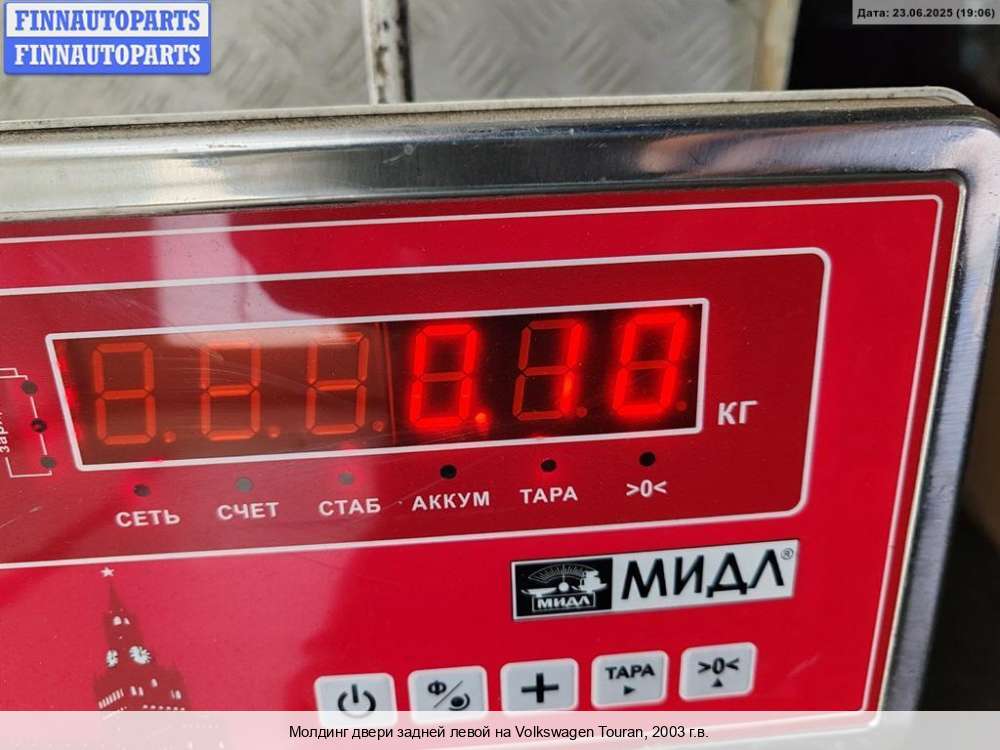 FINNAUTOPARTS
FINNAUTOPARTS
Дата: 23.06.2025 (19:06)
0.10
КГ
СЕТЬ СЧЕТ СТАБ АККУМ ТАРА >0<
МИДЛ МИДЛ®
Ф ТАРА >0<
Молдинг двери задней левой на Volkswagen Touran, 2003 г.в.